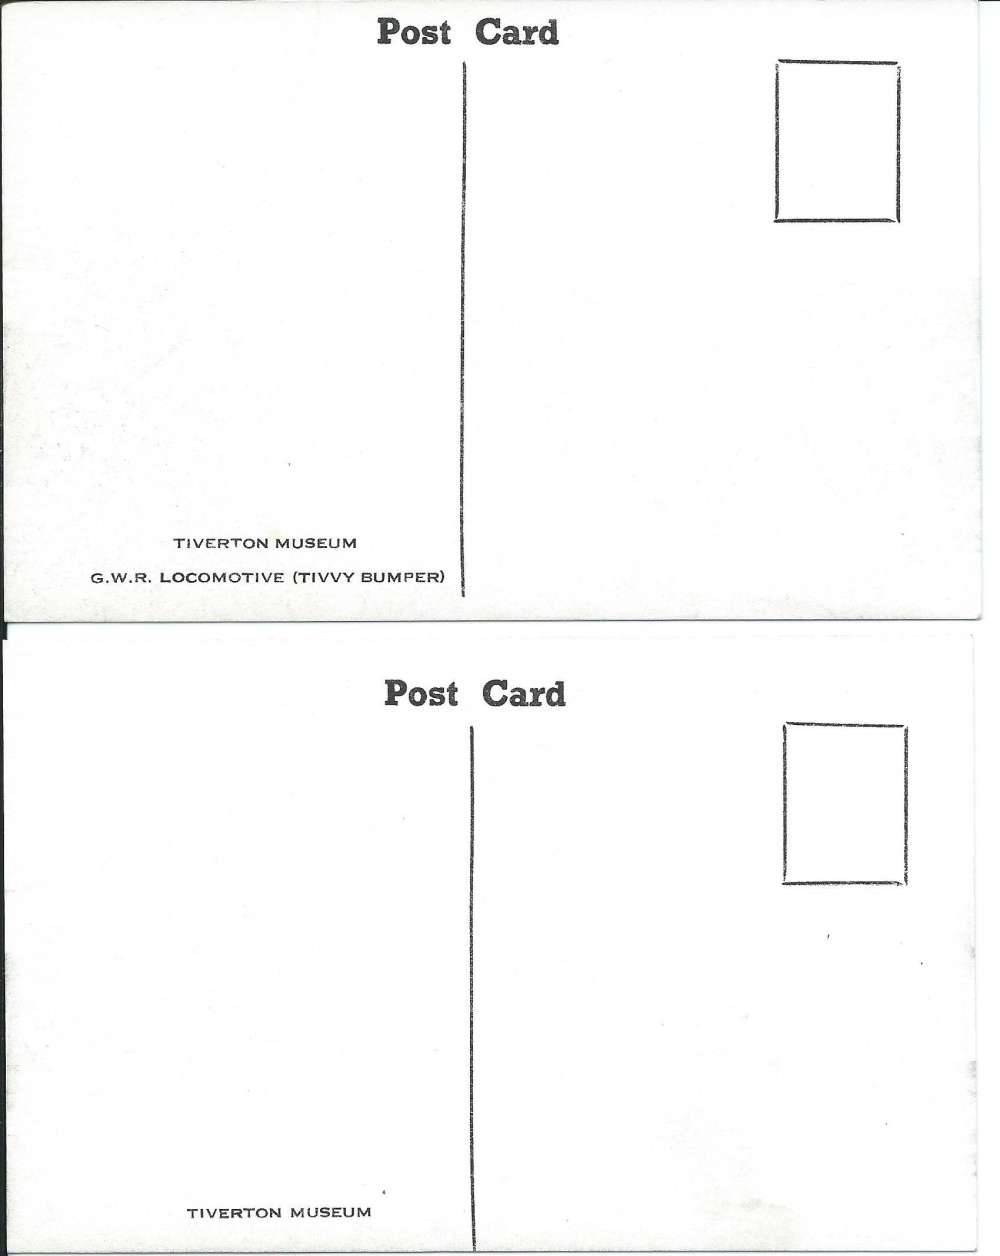 Post Card
TIVERTON MUSEUM
G.W.R. LOCOMOTIVE (TIVVY BUMPER)
Post Card
TIVERTON MUSEUM